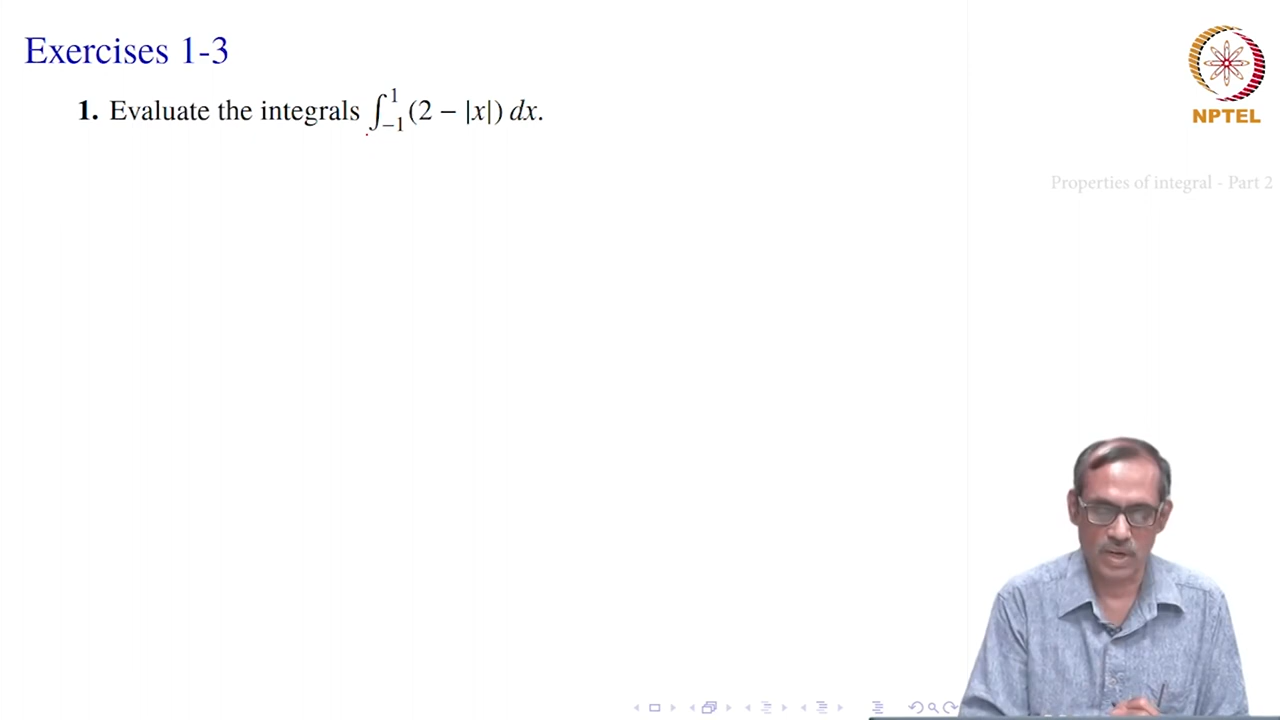 Exercises 1-3
1. Evaluate the integrals ∫_{-1}^{1} (2 − |x|) dx.
NPTEL
Properties of integral - Part 2